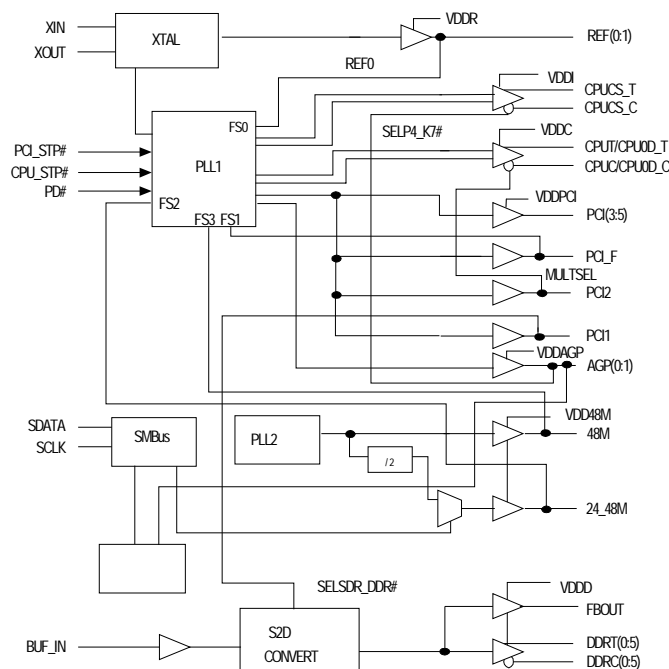 XIN
XOUT
XTAL
VDDR
REF(0:1)
REF0
VDDI
CPUCS_T
CPUCS_C
FS0
SELP4_K7#
VDDC
CPUT/CPU0D_T
CPUC/CPU0D_C
PCI_STP#
CPU_STP#
PD#
PLL1
FS2
FS3 FS1
VDDPCI
PCI(3:5)
PCI_F
MULTSEL
PCI2
PCI1
VDDAGP
AGP(0:1)
SDATA
SCLK
SMBus
PLL2
/2
VDD48M
48M
24_48M
SELSDR_DDR#
VDDD
FBOUT
BUF_IN
S2D
CONVERT
DDRT(0:5)
DDRC(0:5)